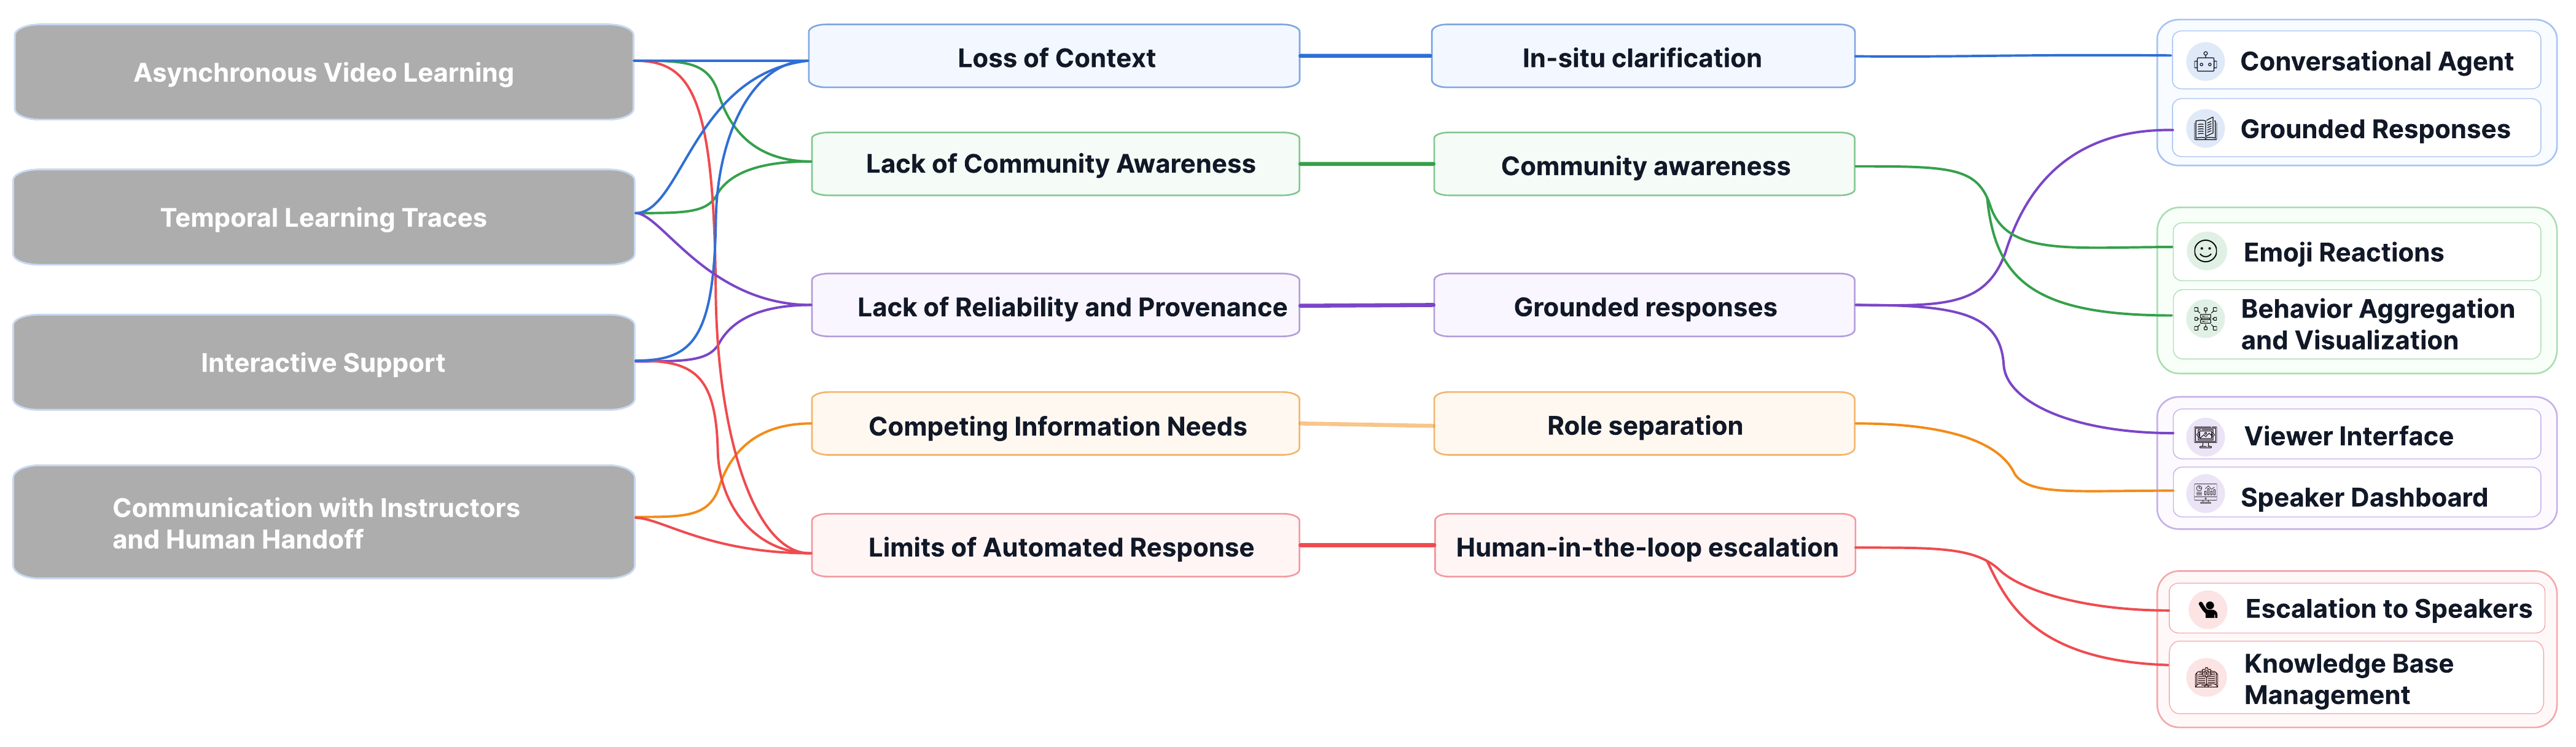 Asynchronous Video Learning
Temporal Learning Traces
Interactive Support
Communication with Instructors
and Human Handoff
Loss of Context
Lack of Community Awareness
Lack of Reliability and Provenance
Competing Information Needs
Limits of Automated Response
In-situ clarification
Community awareness
Grounded responses
Role separation
Human-in-the-loop escalation
Conversational Agent
Grounded Responses
Emoji Reactions
Behavior Aggregation
and Visualization
Viewer Interface
Speaker Dashboard
Escalation to Speakers
Knowledge Base
Management